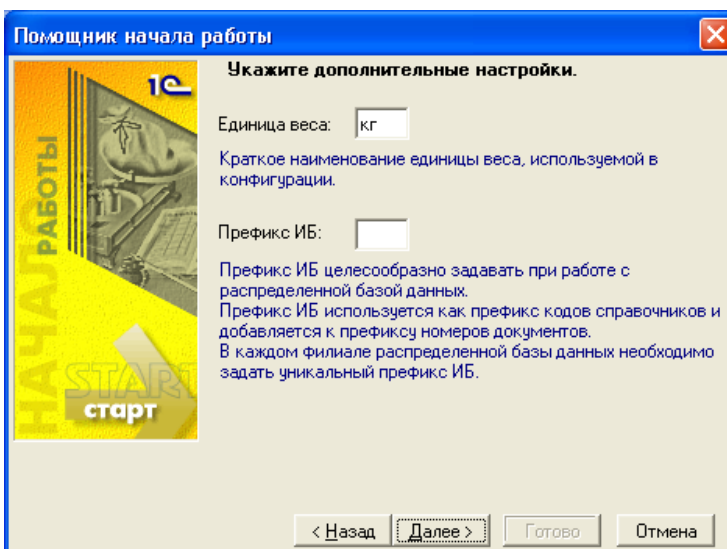 Помощник начала работы
1С
НАЧАЛО
РАБОТЫ
START
старт
Укажите дополнительные настройки.
Единица веса: кг
Краткое наименование единицы веса, используемой в
конфигурации.
Префикс ИБ:
Префикс ИБ целесообразно задавать при работе с
распределенной базой данных.
Префикс ИБ используется как префикс кодов справочников и
добавляется к префиксу номеров документов.
В каждом филиале распределенной базы данных необходимо
задать уникальный префикс ИБ.
< Назад Далее > Готово Отмена